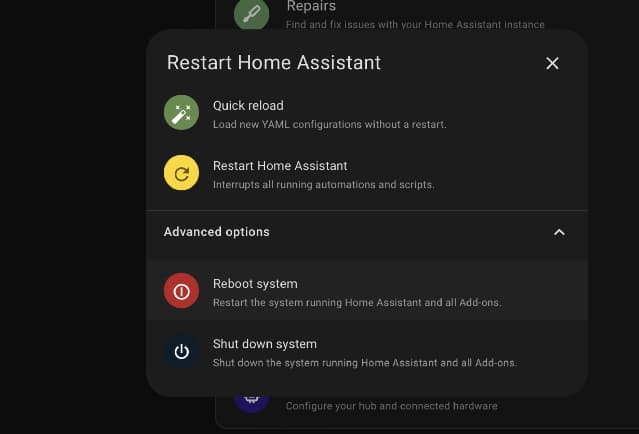 Repairs
Find and fix issues with your Home Assistant instance
Restart Home Assistant
Quick reload
Load new YAML configurations without a restart.
Restart Home Assistant
Interrupts all running automations and scripts.
Advanced options
Reboot system
Restart the system running Home Assistant and all Add-ons.
Shut down system
Shut down the system running Home Assistant and all Add-ons.
Configure your hub and connected hardware